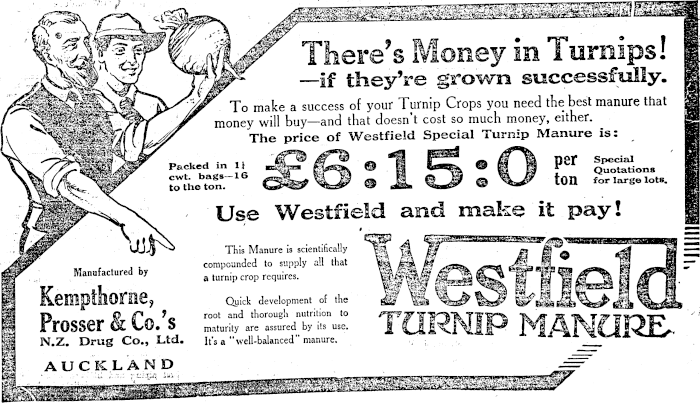 There's Money in Turnips!
—if they're grown successfully.
To make a success of your Turnip Crops you need the best manure that
money will buy—and that doesn't cost so much money, either.
The price of Westfield Special Turnip Manure is:
Packed in 1¼
cwt. bags—16
to the ton.
£6:15:0
per
ton
Special
Quotations
for large lots.
Use Westfield and make it pay!
This Manure is scientifically
compounded to supply all that
a turnip crop requires.
Quick development of the
root and thorough nutrition to
maturity are assured by its use.
It's a "well-balanced" manure.
Manufactured by
Kempthorne,
Prosser & Co.'s
N.Z. Drug Co., Ltd.
AUCKLAND
Westfield
TURNIP MANURE